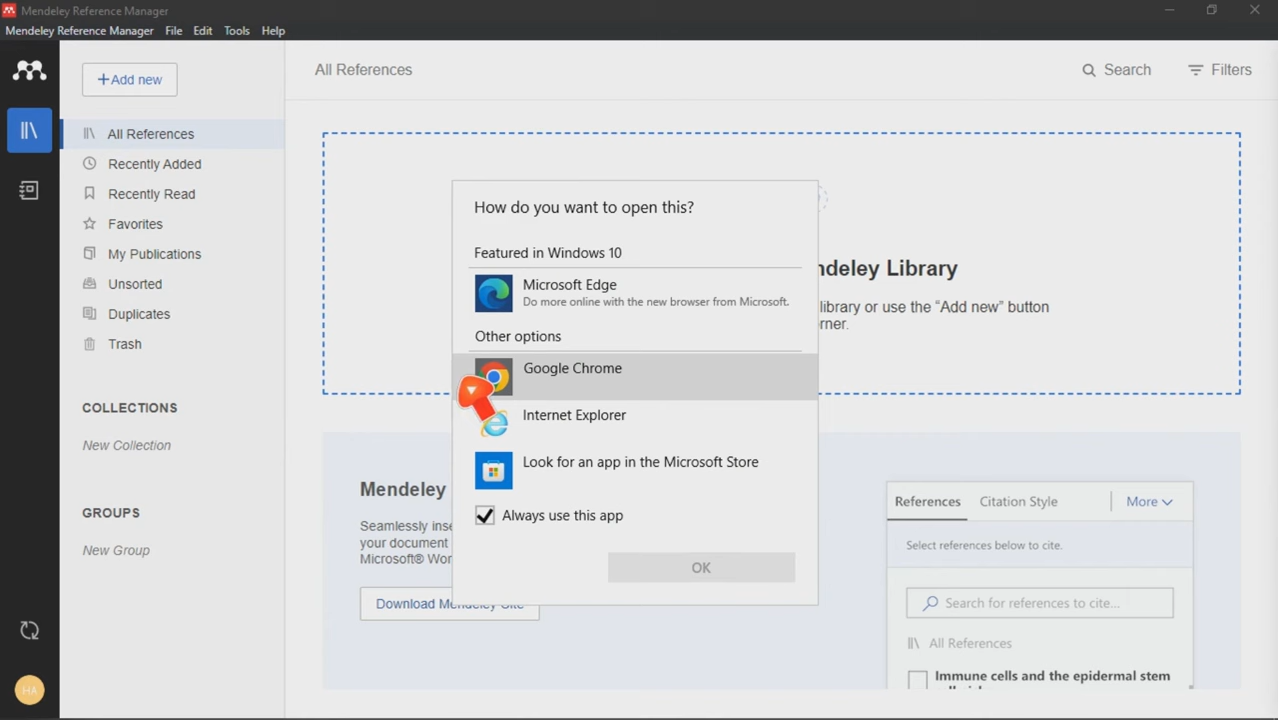 Mendeley Reference Manager
Mendeley Reference Manager File Edit Tools Help
+Add new
All References
Recently Added
Recently Read
Favorites
My Publications
Unsorted
Duplicates
Trash
COLLECTIONS
New Collection
GROUPS
New Group
HA
All References
Search
Filters
ndeley Library
library or use the “Add new” button
rner.
How do you want to open this?
Featured in Windows 10
Microsoft Edge
Do more online with the new browser from Microsoft.
Other options
Google Chrome
Internet Explorer
Look for an app in the Microsoft Store
Always use this app
OK
Mendeley
Seamlessly inse
your document
Microsoft® Wor
Download Mendeley Cite
References Citation Style More
Select references below to cite.
Search for references to cite...
All References
Immune cells and the epidermal stem